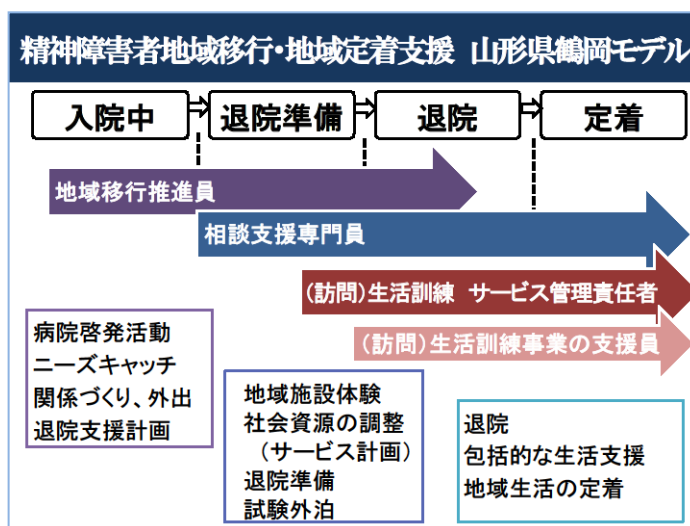 精神障害者地域移行・地域定着支援 山形県鶴岡モデル
入院中
退院準備
退院
定着
地域移行推進員
相談支援専門員
(訪問)生活訓練 サービス管理責任者
(訪問)生活訓練事業の支援員
病院啓発活動
ニーズキャッチ
関係づくり、外出
退院支援計画
地域施設体験
社会資源の調整
(サービス計画)
退院準備
試験外泊
退院
包括的な生活支援
地域生活の定着